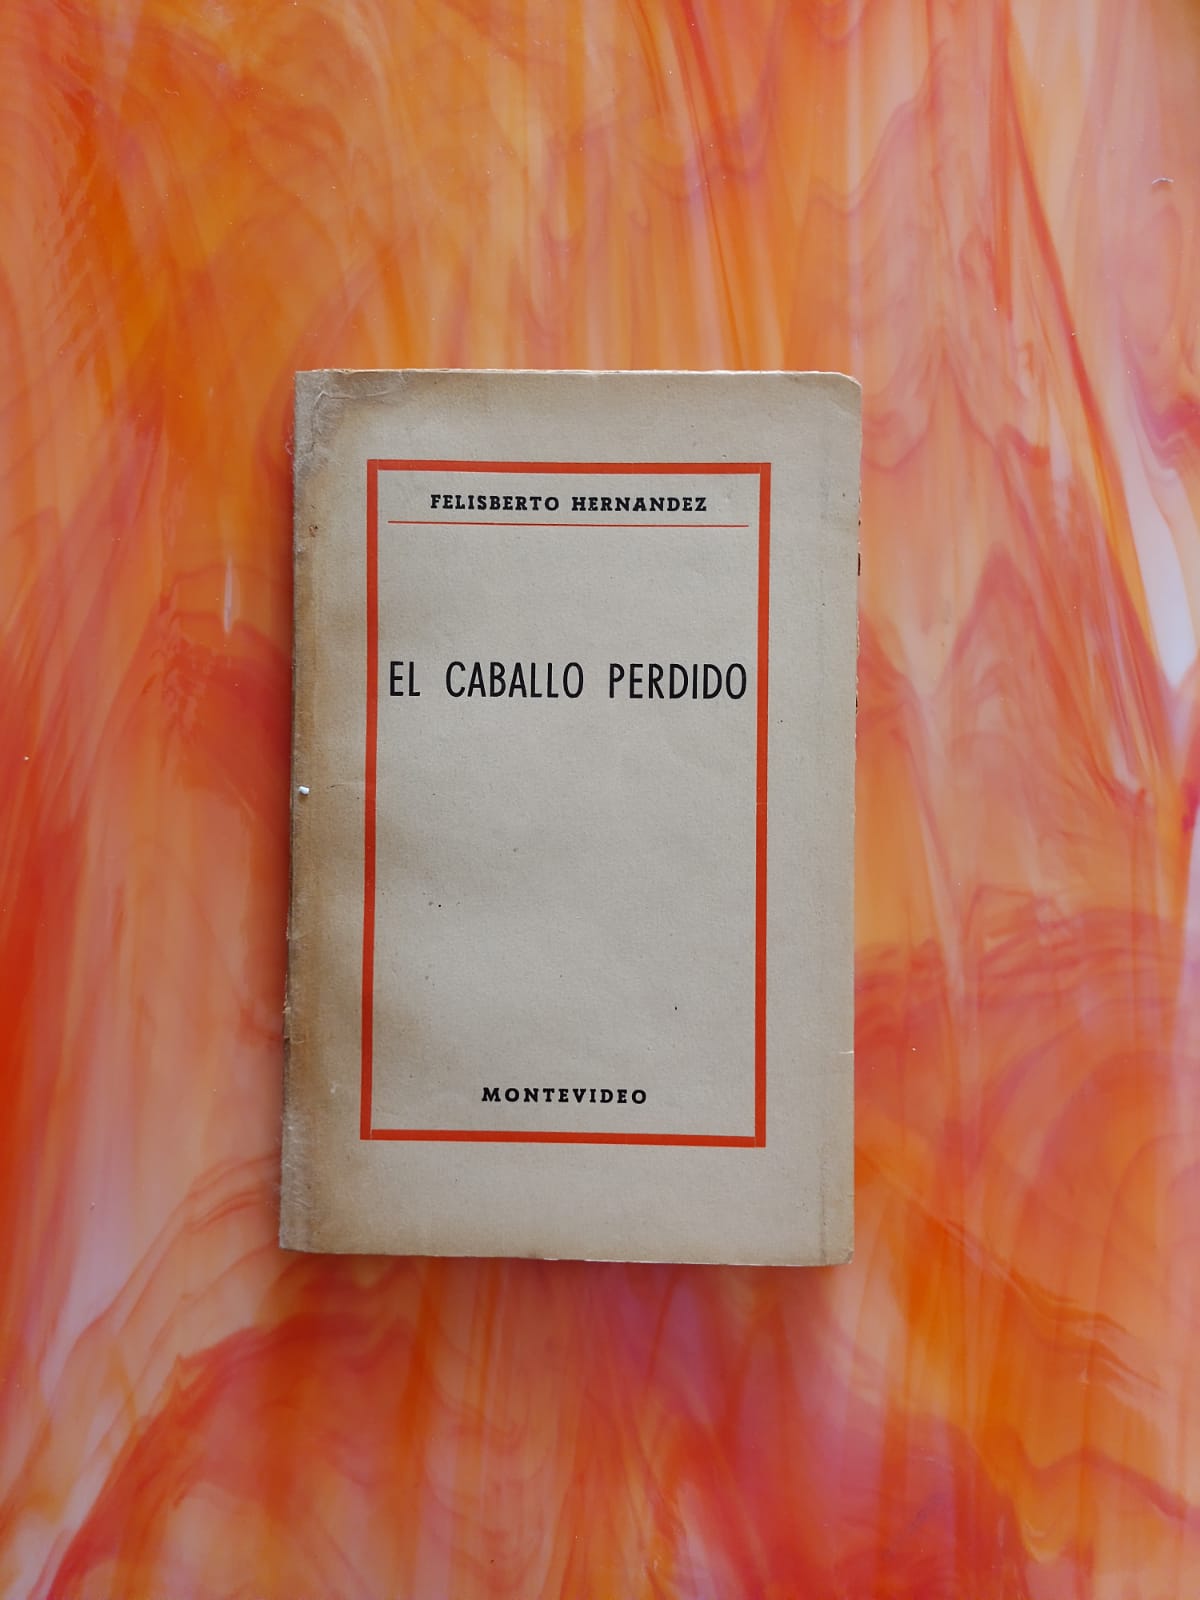 FELISBERTO HERNANDEZ
EL CABALLO PERDIDO
MONTEVIDEO